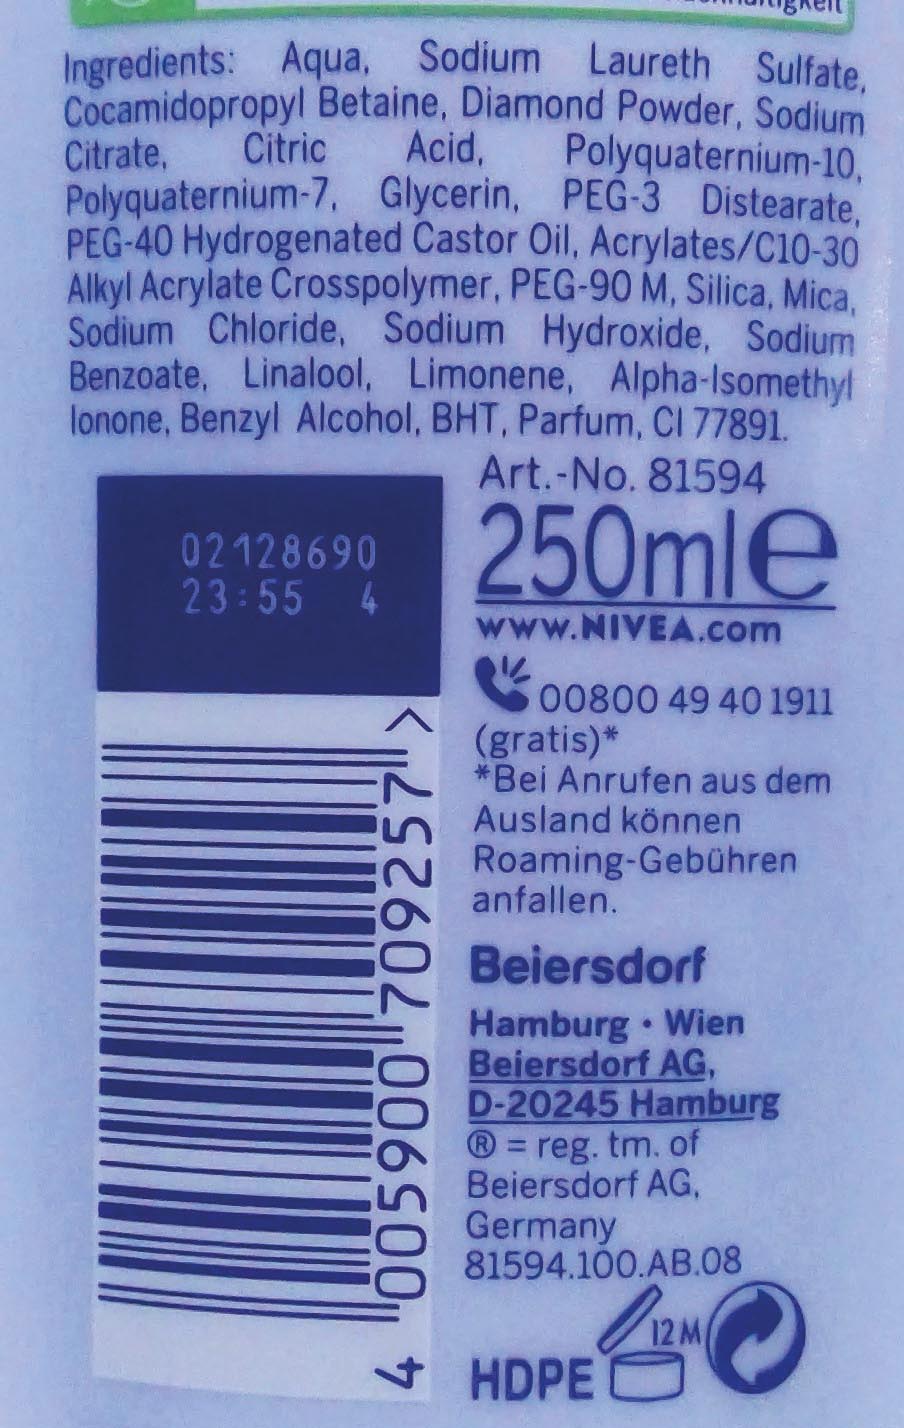 Ingredients: Aqua, Sodium Laureth Sulfate,
Cocamidopropyl Betaine, Diamond Powder, Sodium
Citrate, Citric Acid, Polyquaternium-10,
Polyquaternium-7, Glycerin, PEG-3 Distearate,
PEG-40 Hydrogenated Castor Oil, Acrylates/C10-30
Alkyl Acrylate Crosspolymer, PEG-90 M, Silica, Mica,
Sodium Chloride, Sodium Hydroxide, Sodium
Benzoate, Linalool, Limonene, Alpha-Isomethyl
Ionone, Benzyl Alcohol, BHT, Parfum, CI 77891.
02128690
23:55 4
4 005900 709257 >
Art.-No. 81594
250ml e
www.NIVEA.com
00800 49 40 1911
(gratis)*
*Bei Anrufen aus dem
Ausland können
Roaming-Gebühren
anfallen.
Beiersdorf
Hamburg · Wien
Beiersdorf AG,
D-20245 Hamburg
® = reg. tm. of
Beiersdorf AG,
Germany
81594.100.AB.08
12 M
HDPE